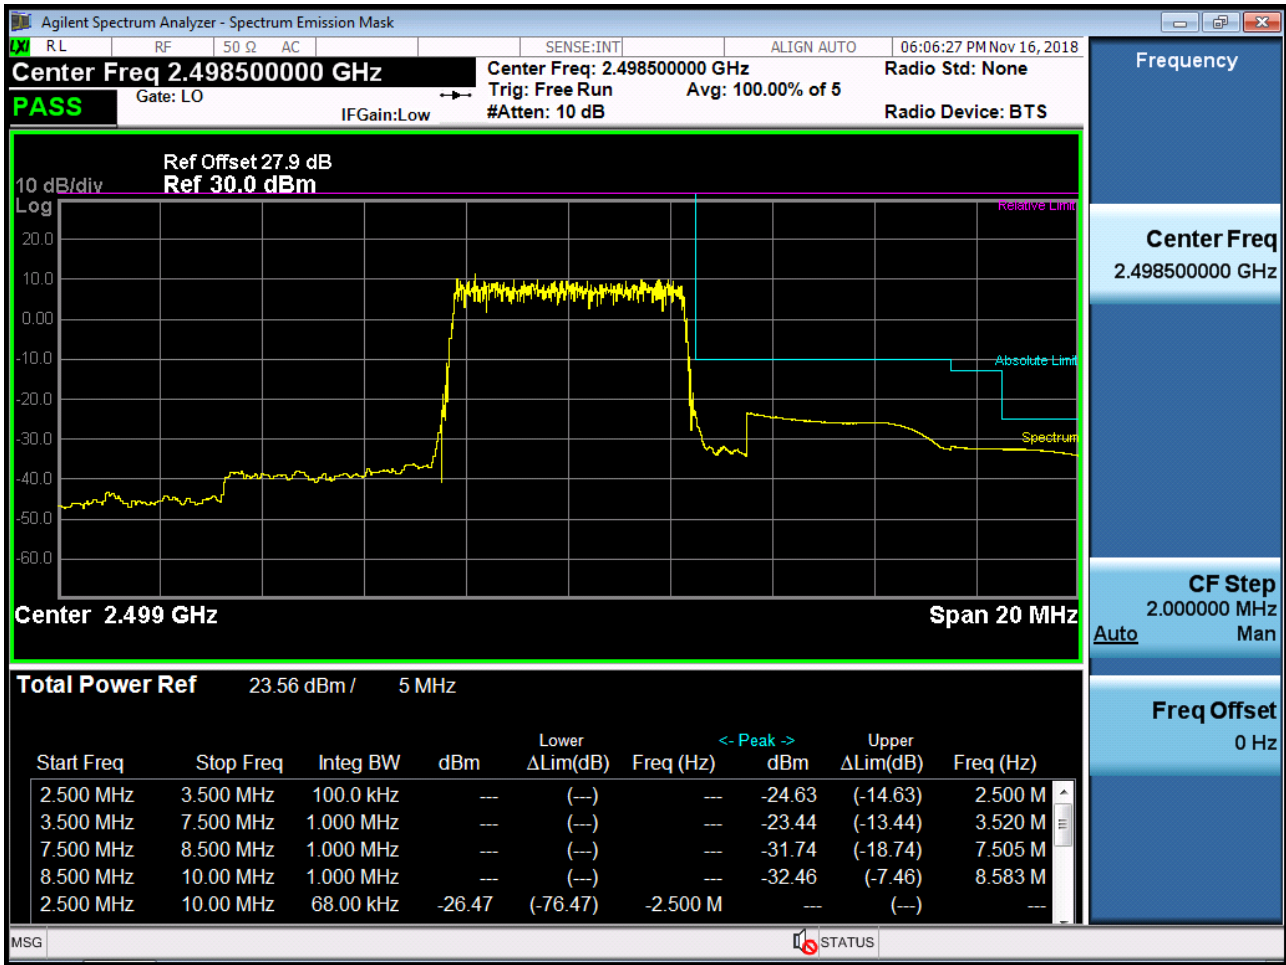 Agilent Spectrum Analyzer - Spectrum Emission Mask
LXI RL RF 50 Ω AC SENSE:INT ALIGN AUTO 06:06:27 PM Nov 16, 2018
Center Freq 2.498500000 GHz
PASS
Gate: LO
IFGain:Low
Center Freq: 2.498500000 GHz
Trig: Free Run Avg: 100.00% of 5
#Atten: 10 dB
Radio Std: None
Radio Device: BTS
Ref Offset 27.9 dB
10 dB/div Ref 30.0 dBm
Log
Relative Limit
20.0
10.0
0.00
-10.0
Absolute Limit
-20.0
-30.0
Spectrum
-40.0
-50.0
-60.0
Center 2.499 GHz Span 20 MHz
Total Power Ref 23.56 dBm / 5 MHz
Lower <- Peak -> Upper
Start Freq Stop Freq Integ BW dBm ΔLim(dB) Freq (Hz) dBm ΔLim(dB) Freq (Hz)
2.500 MHz 3.500 MHz 100.0 kHz --- (---) --- -24.63 (-14.63) 2.500 M
3.500 MHz 7.500 MHz 1.000 MHz --- (---) --- -23.44 (-13.44) 3.520 M
7.500 MHz 8.500 MHz 1.000 MHz --- (---) --- -31.74 (-18.74) 7.505 M
8.500 MHz 10.00 MHz 1.000 MHz --- (---) --- -32.46 (-7.46) 8.583 M
2.500 MHz 10.00 MHz 68.00 kHz -26.47 (-76.47) -2.500 M --- (---) ---
MSG STATUS
Frequency
Center Freq
2.498500000 GHz
CF Step
2.000000 MHz
Auto Man
Freq Offset
0 Hz